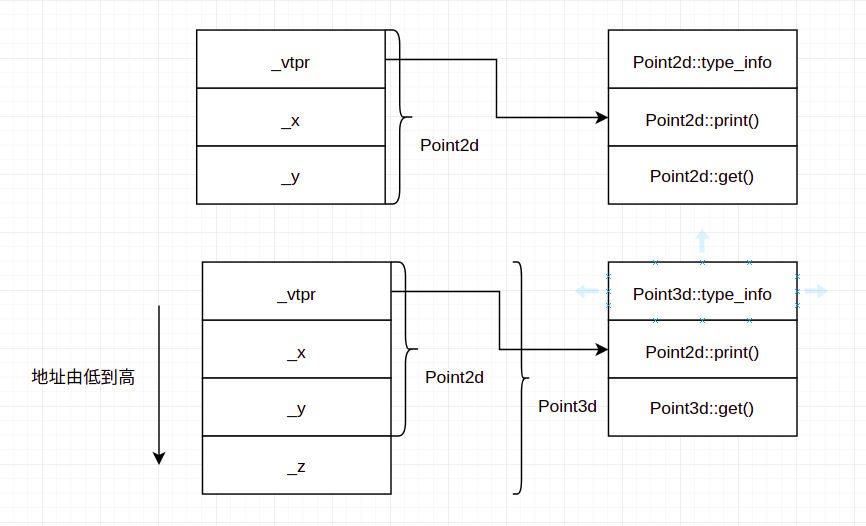 _vtpr
_x
_y
Point2d
Point2d::type_info
Point2d::print()
Point2d::get()
地址由低到高
_vtpr
_x
_y
_z
Point2d
Point3d
Point3d::type_info
Point2d::print()
Point3d::get()